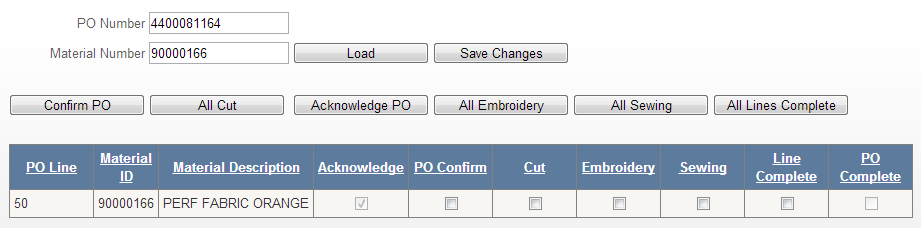 PO Number 4400081164
Material Number 90000166 Load Save Changes
Confirm PO All Cut Acknowledge PO All Embroidery All Sewing All Lines Complete
PO Line Material ID Material Description Acknowledge PO Confirm Cut Embroidery Sewing Line Complete PO Complete
50 90000166 PERF FABRIC ORANGE